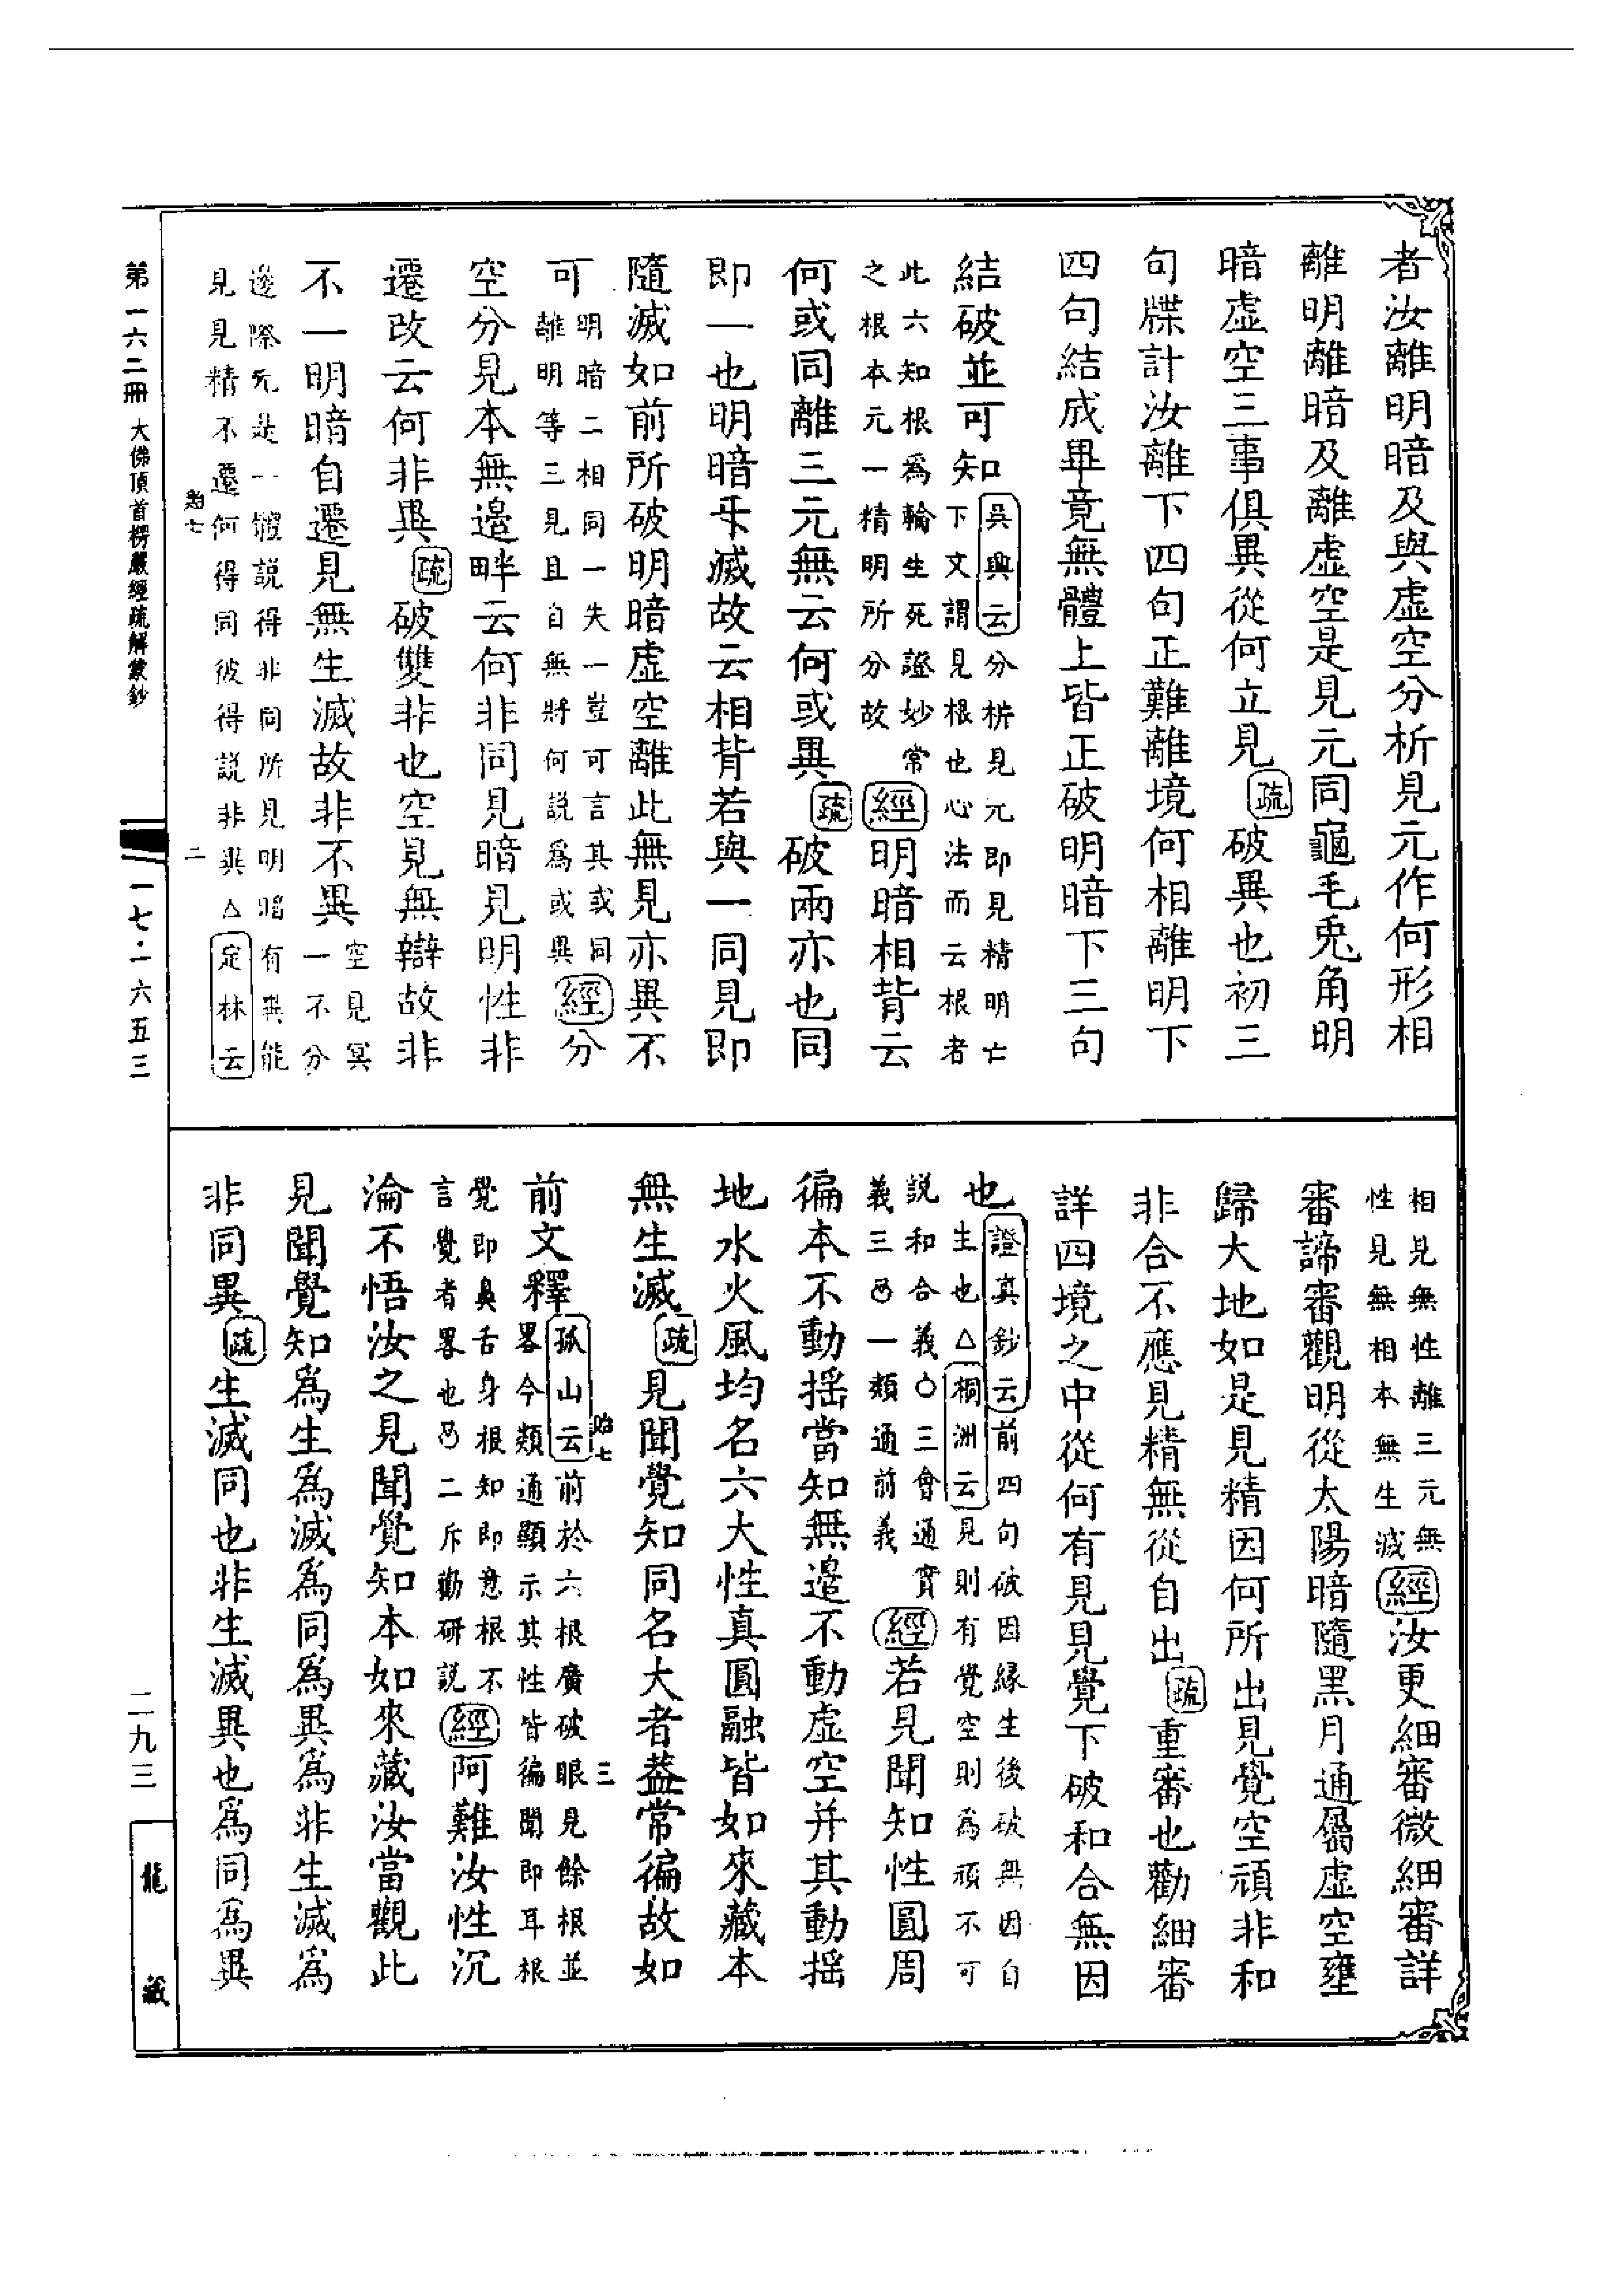 者汝離明暗及與虛空分析見元作何形相
離明離暗及離虛空是見元同龜毛兎角明
暗虛空三事俱異從何立見疏破異也初三
句牒計汝離下四句正難離境何相離明下
四句結成畢竟無體上皆正破明暗下三句
結破並可知吳興云分析見元即見精明亡
下文謂見根也心法而云根者
此六知根為輪生死證妙常
之根本元一精明所分故經明暗相背云
何或同離三元無云何或異疏破兩亦也同
即一也明暗乐滅故云相背若與一同見即
隨滅如前所破明暗虛空離此無見亦異不
可明暗二相同一失一豈可言其或同
離明等三見且自無將何說為或異經分
空分見本無邉畔云何非同見暗見明性非
遷改云何非異疏破雙非也空見無辯故非
不一明暗自遷見無生滅故非不異空見冥
一不分
邊際元是一體說得非同所見明暗有異能
見見精不遷何得同彼得說非異△定林云
相見無性離三元無
性見無相本無生滅經汝更細審微細審詳
審諦審觀明從太陽暗隨黑月通屬虛空壅
歸大地如是見精因何所出見覺空頑非和
非合不應見精無從自出疏重審也勸細審
詳四境之中從何有見見覺下破和合無因
也證真鈔云前四句破因緣生後破無因自
生也△桐洲云見則有覺空則為頑不可
說和合義○三會通實
義三㊀一類通前義經若見聞知性圓周
徧本不動搖當知無邉不動虛空并其動搖
地水火風均名六大性真圓融皆如來藏本
無生滅疏見聞覺知同名大者葢常徧故如
前文釋孤山云前於六根廣破眼見餘根並
畧今類通顯示其性皆徧聞即耳根
覺即鼻舌身根知即意根不
言覺者畧也㊀二斥勸研說經阿難汝性沉
淪不悟汝之見聞覺知本如來藏汝當觀此
見聞覺知為生為滅為同為異為非生滅為
非同異疏生滅同也非生滅異也為同為異
第一六二冊 大佛頂首楞嚴經疏解蒙鈔
始七 二
一七·一六五三
始七 三
二九三
龍藏